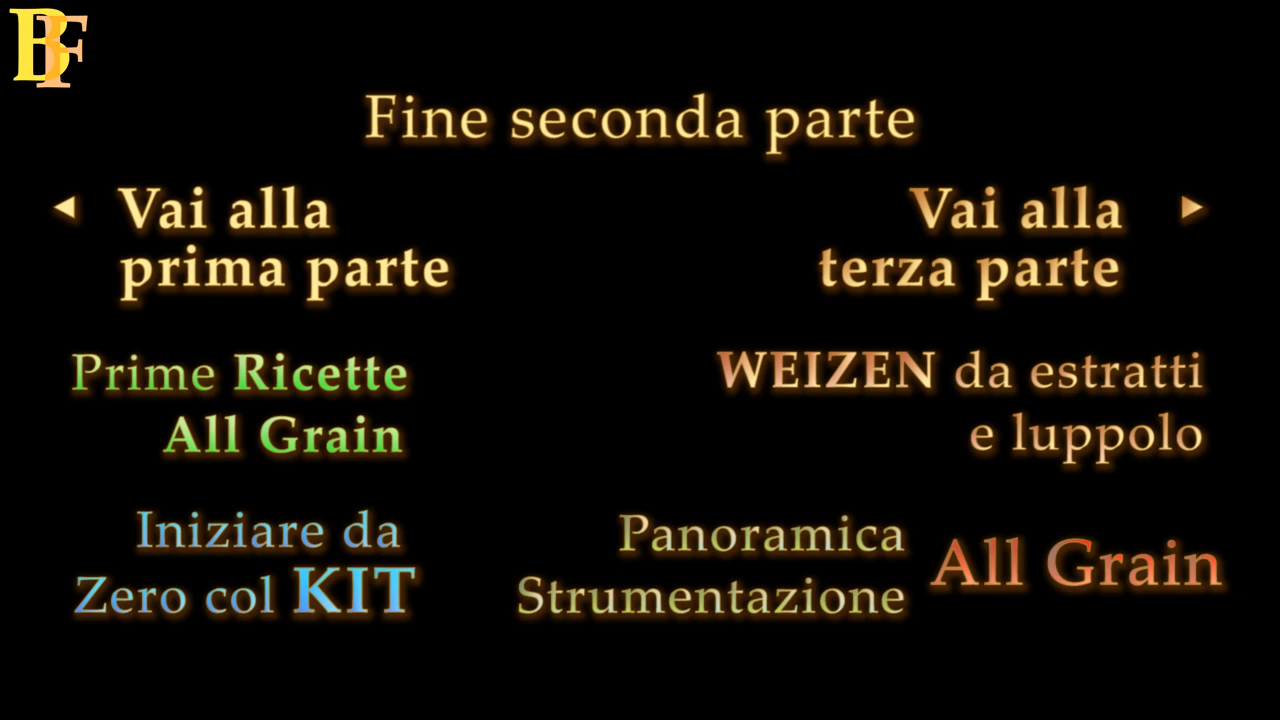 BF
Fine seconda parte
◄ Vai alla
prima parte
Vai alla ►
terza parte
Prime Ricette
All Grain
WEIZEN da estratti
e luppolo
Iniziare da
Zero col KIT
Panoramica
Strumentazione
All Grain